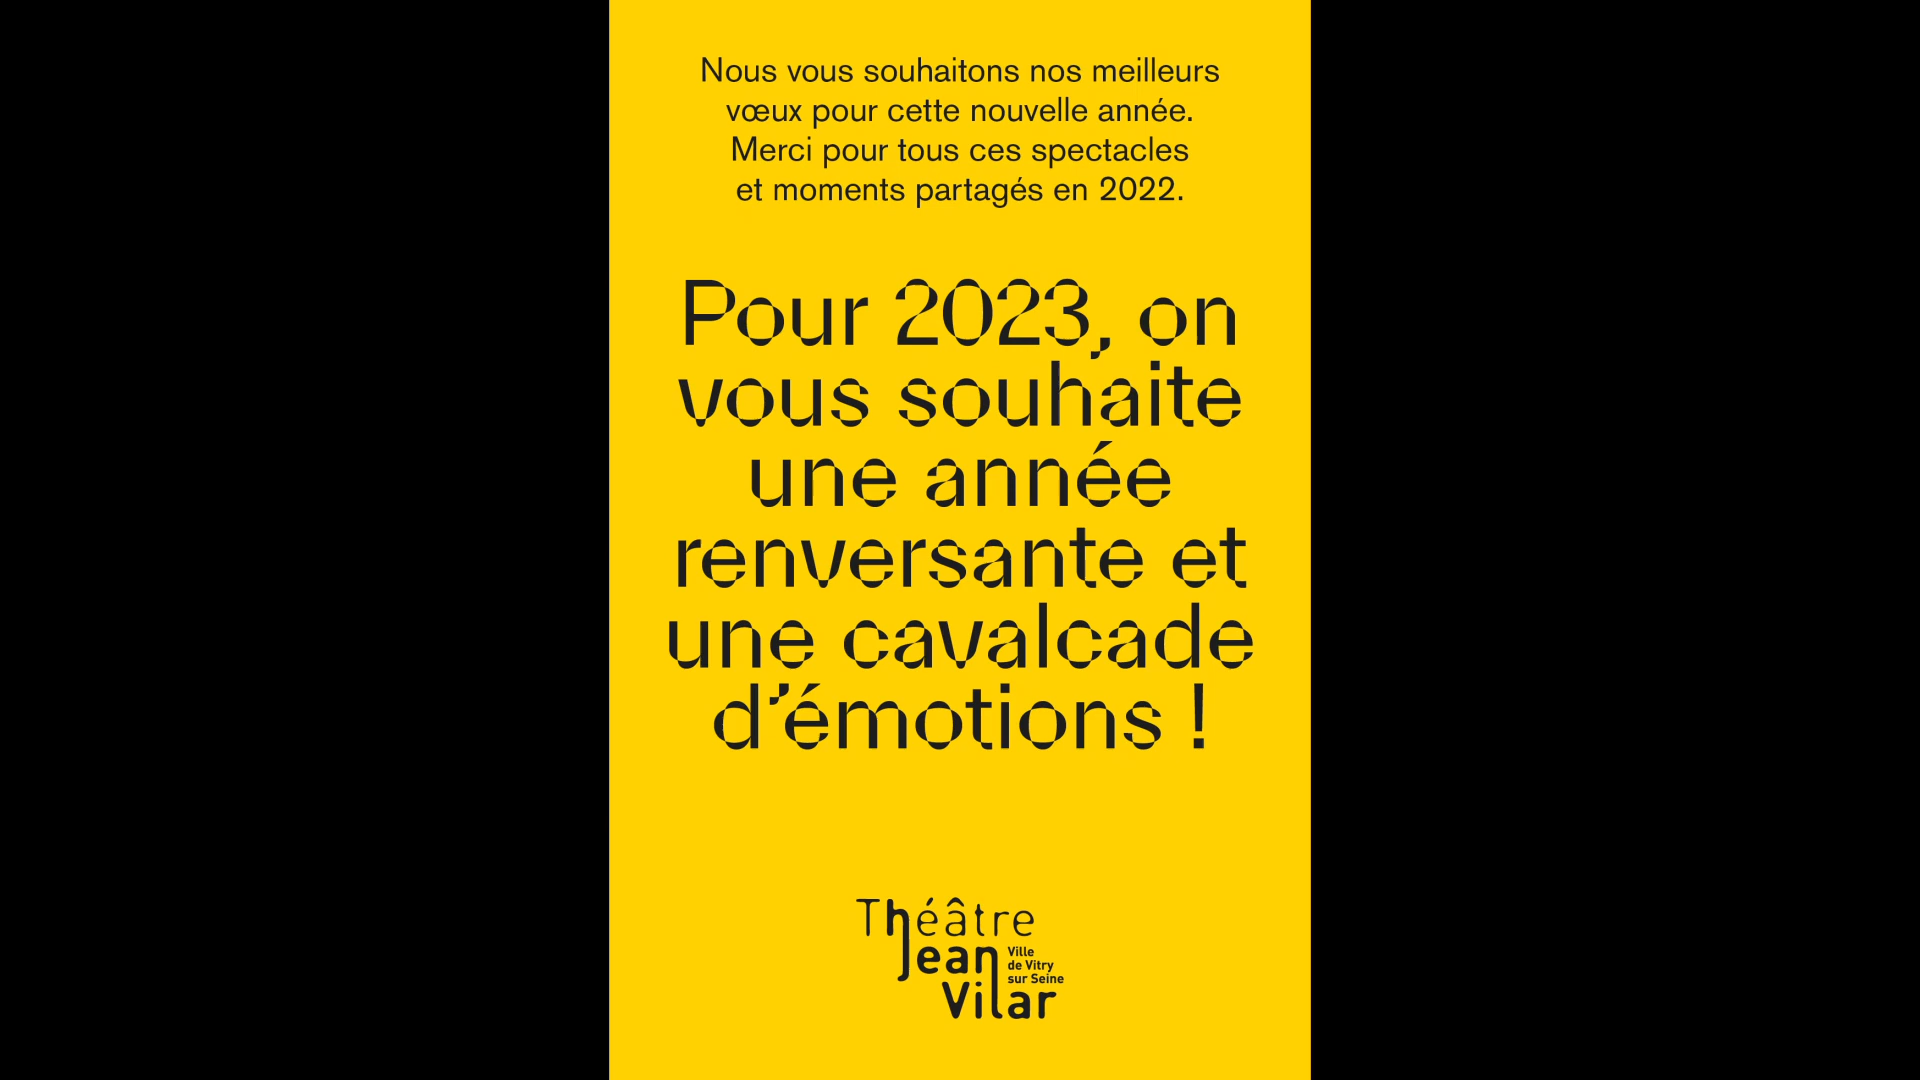 Nous vous souhaitons nos meilleurs
vœux pour cette nouvelle année.
Merci pour tous ces spectacles
et moments partagés en 2022.
Pour 2023, on
vous souhaite
une année
renversante et
une cavalcade
d’émotions !
Théâtre
Jean
Vilar
Ville
de Vitry
sur Seine